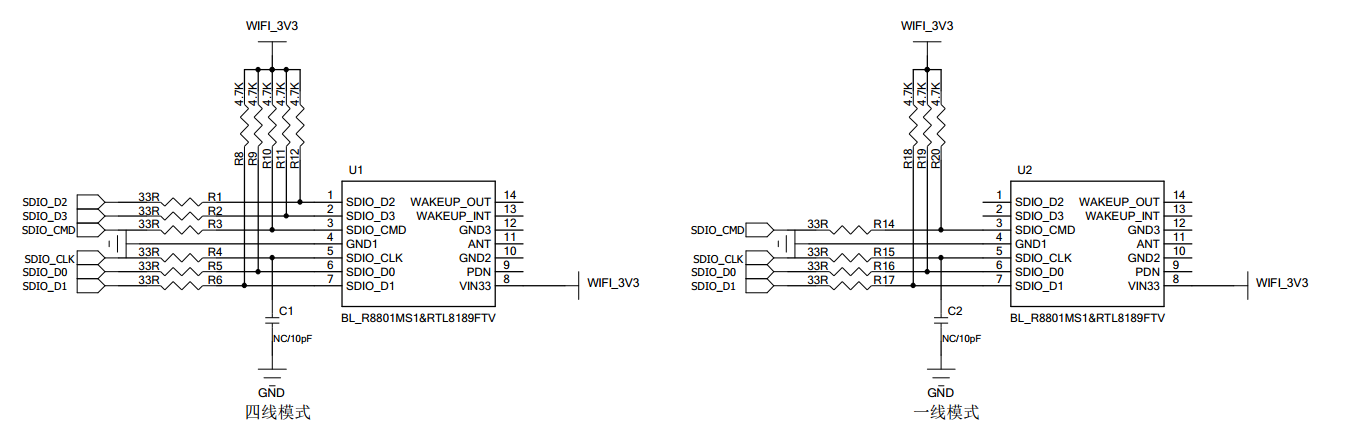 WIFI_3V3
4.7K 4.7K 4.7K 4.7K 4.7K
R8 R9 R10 R11 R12
U1
SDIO_D2 33R R1 1 SDIO_D2 WAKEUP_OUT 14
SDIO_D3 33R R2 2 SDIO_D3 WAKEUP_INT 13
SDIO_CMD 33R R3 3 SDIO_CMD GND3 12
4 GND1 ANT 11
SDIO_CLK 33R R4 5 SDIO_CLK GND2 10
SDIO_D0 33R R5 6 SDIO_D0 PDN 9
SDIO_D1 33R R6 7 SDIO_D1 VIN33 8 WIFI_3V3
C1
BL_R8801MS1&RTL8189FTV
NC/10pF
GND
四线模式
WIFI_3V3
4.7K 4.7K 4.7K
R18 R19 R20
U2
1 SDIO_D2 WAKEUP_OUT 14
2 SDIO_D3 WAKEUP_INT 13
SDIO_CMD 33R R14 3 SDIO_CMD GND3 12
4 GND1 ANT 11
SDIO_CLK 33R R15 5 SDIO_CLK GND2 10
SDIO_D0 33R R16 6 SDIO_D0 PDN 9
SDIO_D1 33R R17 7 SDIO_D1 VIN33 8 WIFI_3V3
C2
BL_R8801MS1&RTL8189FTV
NC/10pF
GND
一线模式